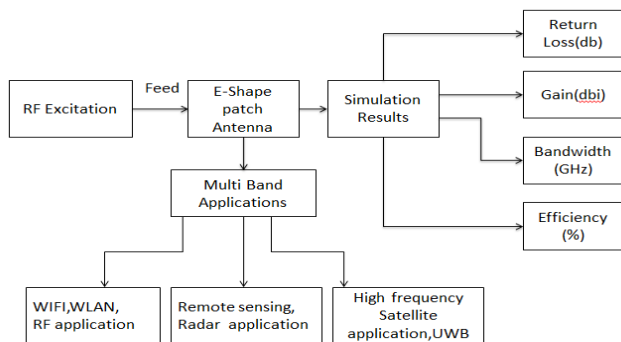 Return
Loss(db)
Feed
RF Excitation
E-Shape
patch
Antenna
Simulation
Results
Gain(dbi)
Bandwidth
(GHz)
Multi Band
Applications
Efficiency
(%)
WIFI,WLAN,
RF application
Remote sensing,
Radar application
High frequency
Satellite
application,UWB